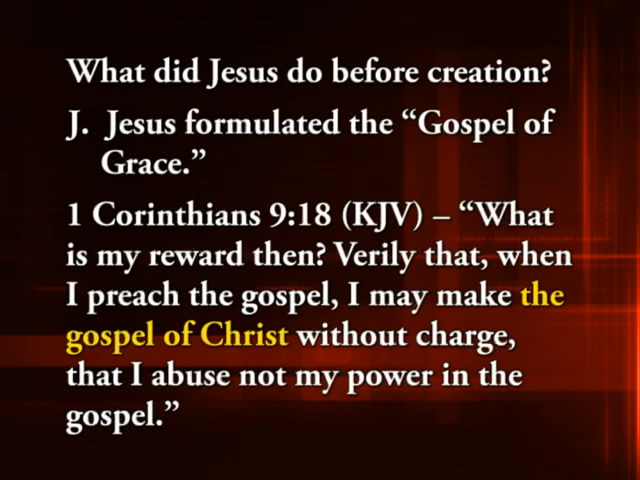 What did Jesus do before creation?
J. Jesus formulated the “Gospel of
Grace.”
1 Corinthians 9:18 (KJV) – “What
is my reward then? Verily that, when
I preach the gospel, I may make the
gospel of Christ without charge,
that I abuse not my power in the
gospel.”